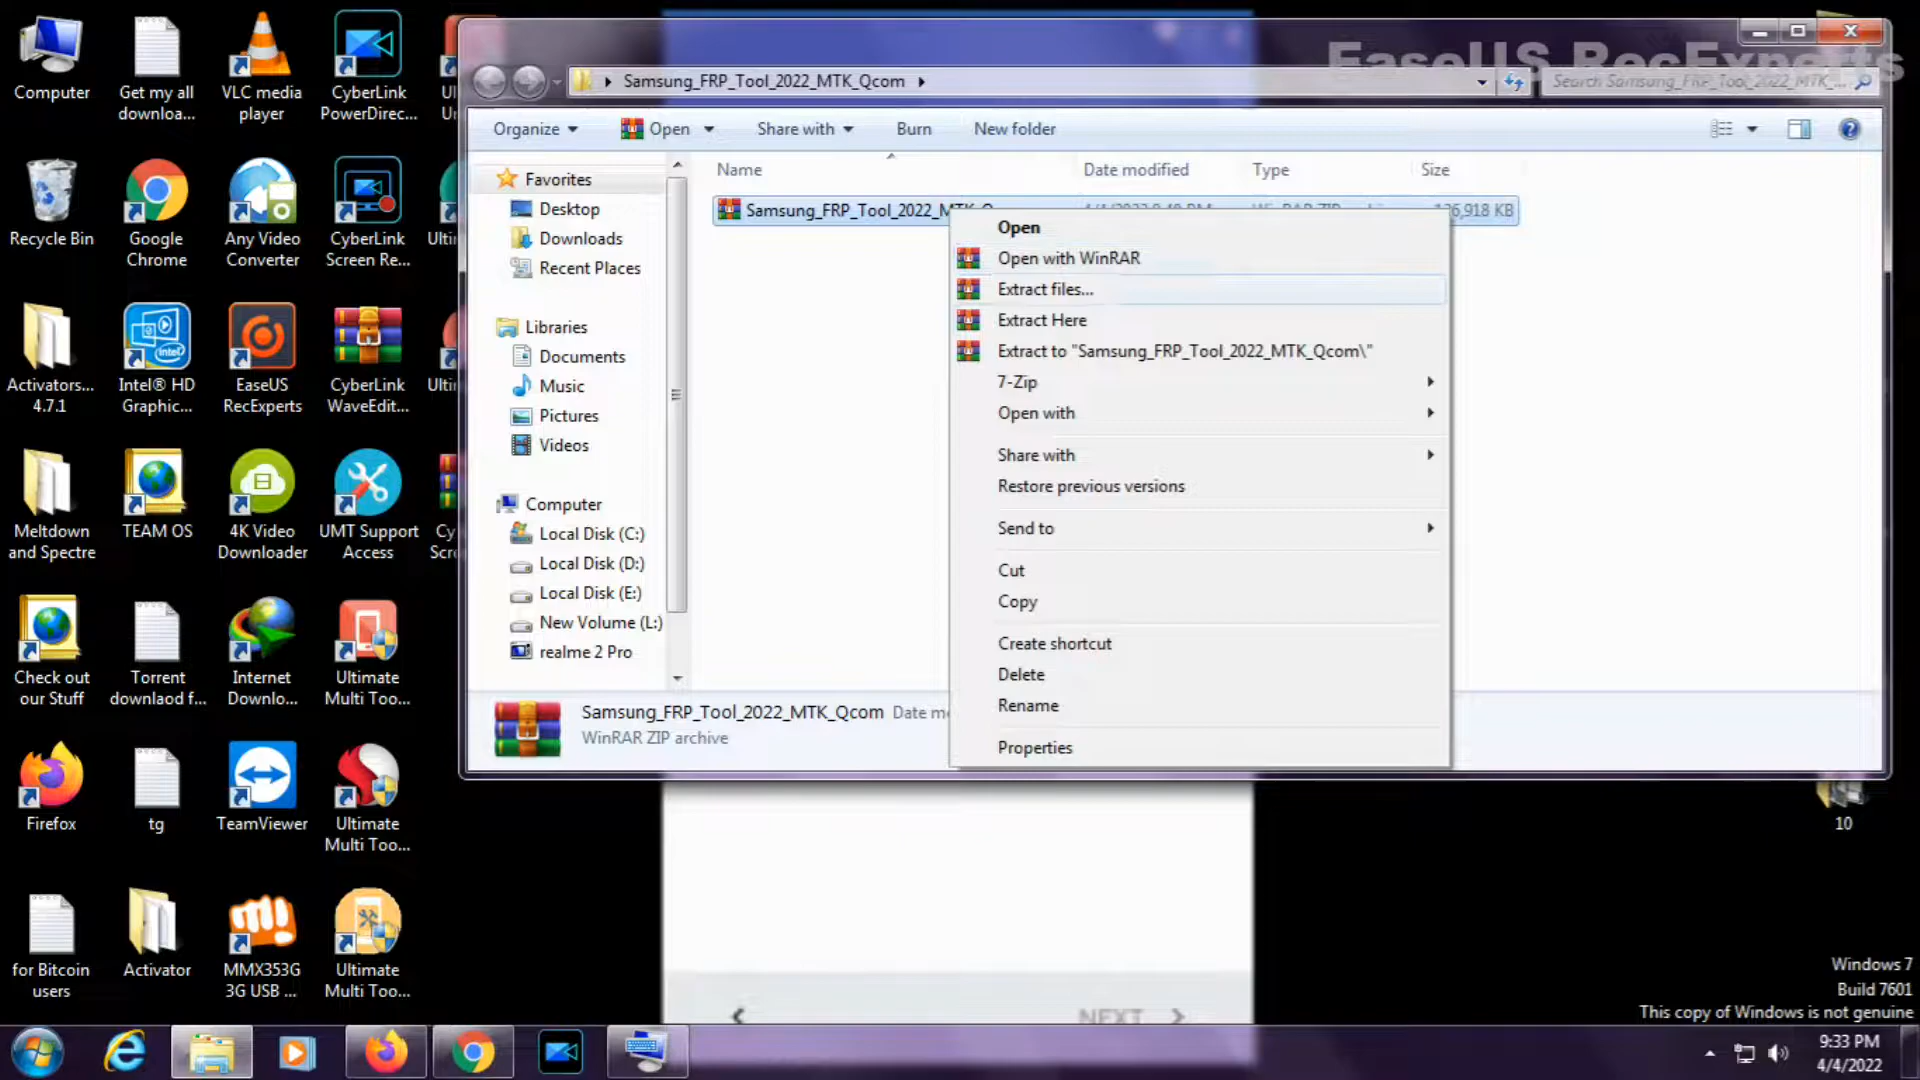 EaseUS RecExperts
Samsung_FRP_Tool_2022_MTK_Qcom
Search Samsung_FRP_Tool_2022_MTK_...
Organize
Open
Share with
Burn
New folder
Name
Date modified
Type
Size
Samsung_FRP_Tool_2022_MTK_Q
Favorites
Desktop
Downloads
Recent Places
Libraries
Documents
Music
Pictures
Videos
Computer
Local Disk (C:)
Local Disk (D:)
Local Disk (E:)
New Volume (L:)
realme 2 Pro
Open
Open with WinRAR
Extract files...
Extract Here
Extract to "Samsung_FRP_Tool_2022_MTK_Qcom\"
7-Zip
Open with
Share with
Restore previous versions
Send to
Cut
Copy
Create shortcut
Delete
Rename
Properties
Samsung_FRP_Tool_2022_MTK_Qcom
Date mo
WinRAR ZIP archive
Computer
Get my all
downloa...
VLC media
player
CyberLink
PowerDirec...
Recycle Bin
Google
Chrome
Any Video
Converter
CyberLink
Screen Re...
Activators...
4.7.1
Intel® HD
Graphic...
EaseUS
RecExperts
CyberLink
WaveEdit...
Meltdown
and Spectre
TEAM OS
4K Video
Downloader
UMT Support
Access
Check out
our Stuff
Torrent
downlaod f...
Internet
Downlo...
Ultimate
Multi Too...
Firefox
tg
TeamViewer
Ultimate
Multi Too...
for Bitcoin
users
Activator
MMX353G
3G USB ...
Ultimate
Multi Too...
10
NEXT
Windows 7
Build 7601
This copy of Windows is not genuine
9:33 PM
4/4/2022